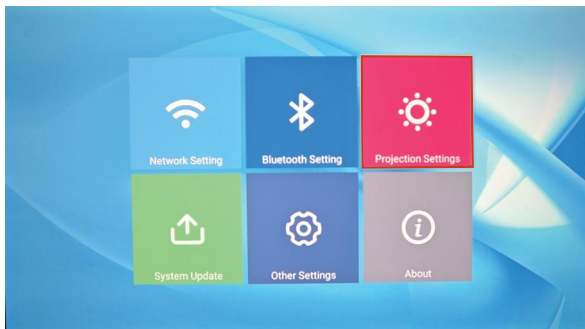 Network Setting
Bluetooth Setting
Projection Settings
System Update
Other Settings
About